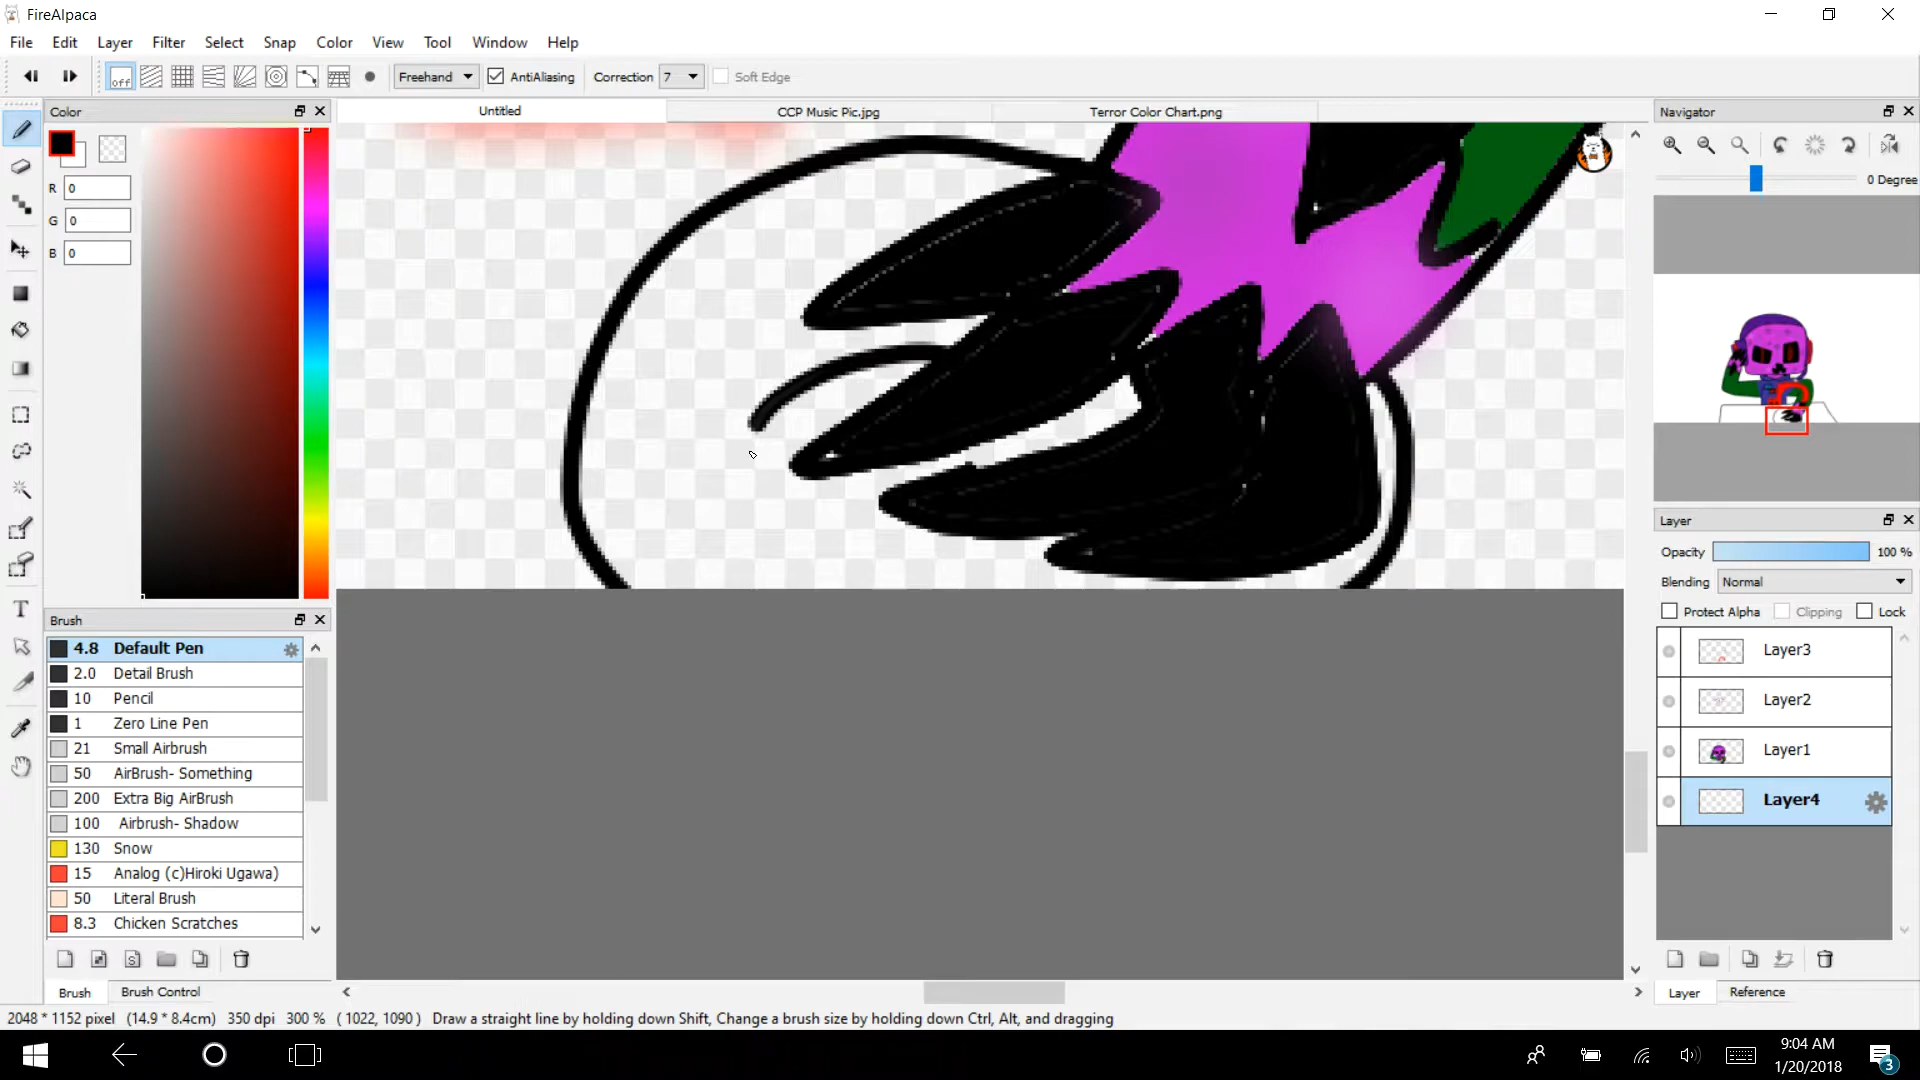 FireAlpaca
File Edit Layer Filter Select Snap Color View Tool Window Help
off Freehand AntiAliasing Correction 7 Soft Edge
Color
Untitled CCP Music Pic.jpg Terror Color Chart.png
Navigator
R 0
G 0
B 0
0 Degree
Layer
Opacity 100 %
Blending Normal
Protect Alpha Clipping Lock
Layer3
Layer2
Layer1
Layer4
Brush
4.8 Default Pen
2.0 Detail Brush
10 Pencil
1 Zero Line Pen
21 Small Airbrush
50 AirBrush- Something
200 Extra Big AirBrush
100 Airbrush- Shadow
130 Snow
15 Analog (c)Hiroki Ugawa)
50 Literal Brush
8.3 Chicken Scratches
S
Brush Brush Control
Layer Reference
2048 * 1152 pixel (14.9 * 8.4cm) 350 dpi 300 % ( 1022, 1090 ) Draw a straight line by holding down Shift, Change a brush size by holding down Ctrl, Alt, and dragging
T
9:04 AM
1/20/2018
3